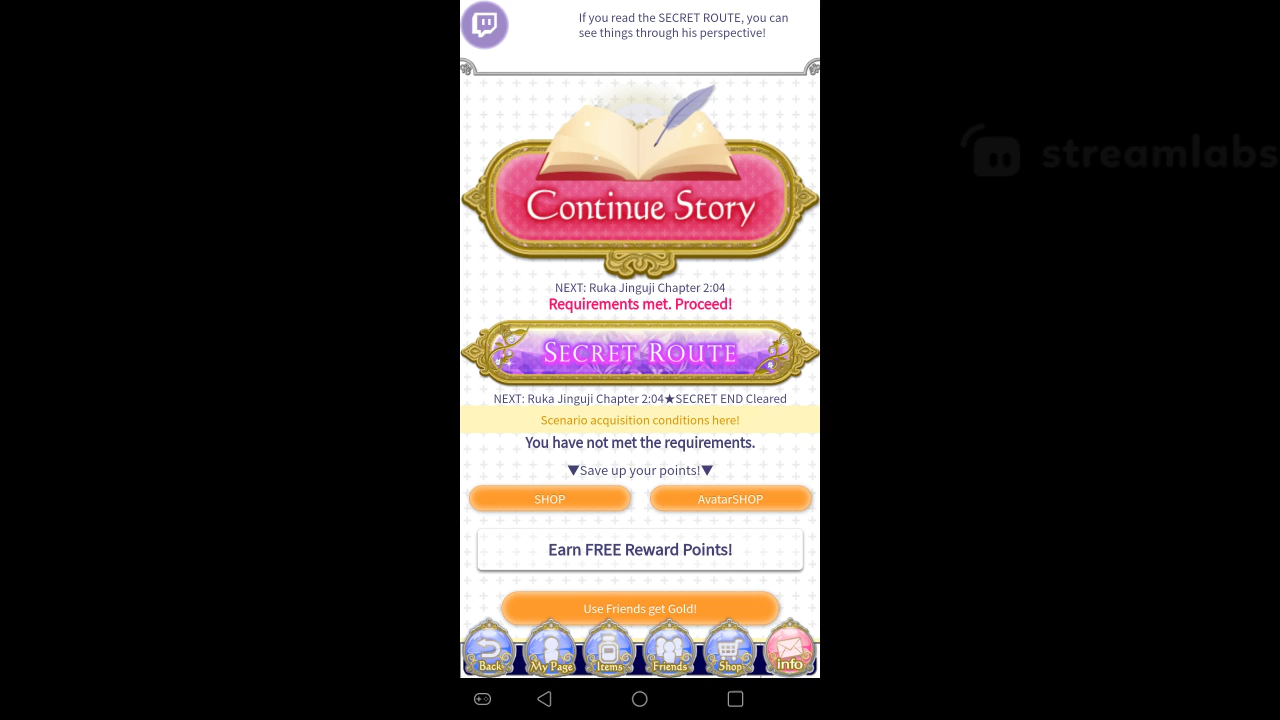 If you read the SECRET ROUTE, you can
see things through his perspective!
Continue Story
NEXT: Ruka Jinguji Chapter 2:04
Requirements met. Proceed!
SECRET ROUTE
NEXT: Ruka Jinguji Chapter 2:04★SECRET END Cleared
Scenario acquisition conditions here!
You have not met the requirements.
▼Save up your points!▼
SHOP AvatarSHOP
Earn FREE Reward Points!
Use Friends get Gold!
Back My Page Items Friends Shop info
streamlabs